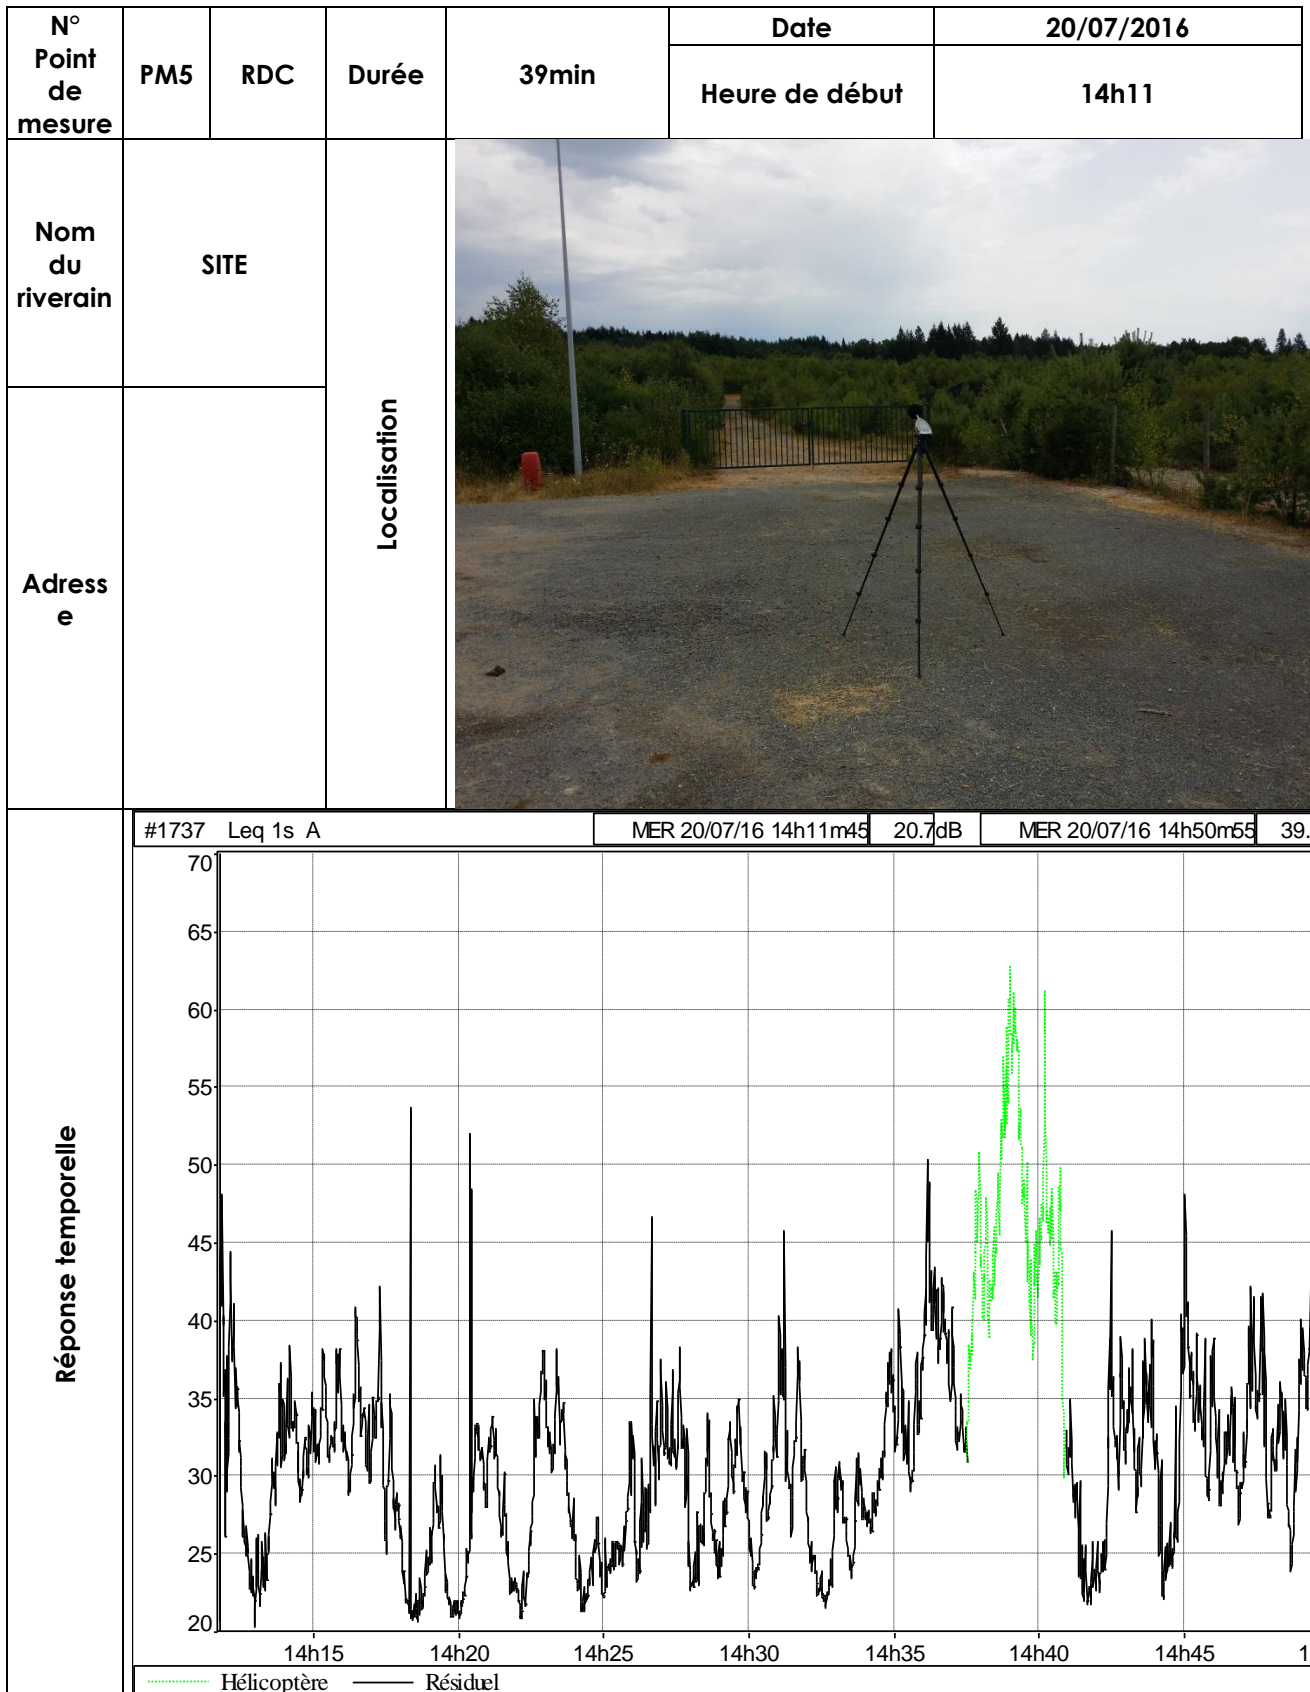 N° Point de mesure
PM5
RDC
Durée
39min
Date
20/07/2016
Heure de début
14h11
Nom du riverain
SITE
Localisation
Adress
e
Réponse temporelle
#1737 Leq 1s A MER 20/07/16 14h11m45 20.7dB MER 20/07/16 14h50m55 39.
70
65
60
55
50
45
40
35
30
25
20
14h15 14h20 14h25 14h30 14h35 14h40 14h45 1
Hélicoptère Résiduel